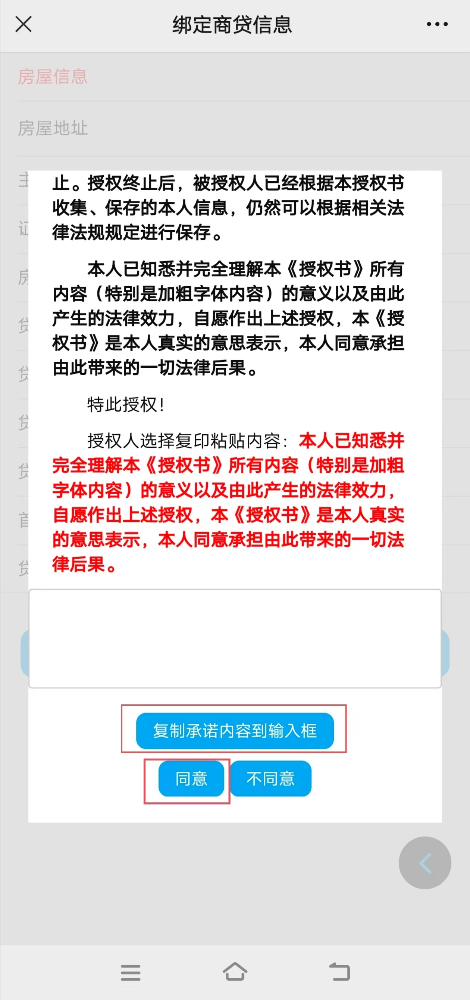 绑定商贷信息
房屋信息
房屋地址
止。授权终止后，被授权人已经根据本授权书
收集、保存的本人信息，仍然可以根据相关法
律法规规定进行保存。
本人已知悉并完全理解本《授权书》所有
内容（特别是加粗字体内容）的意义以及由此
产生的法律效力，自愿作出上述授权，本《授
权书》是本人真实的意思表示，本人同意承担
由此带来的一切法律后果。
特此授权！
授权人选择复印粘贴内容：本人已知悉并
完全理解本《授权书》所有内容（特别是加粗
字体内容）的意义以及由此产生的法律效力，
自愿作出上述授权，本《授权书》是本人真实
的意思表示，本人同意承担由此带来的一切法
律后果。
复制承诺内容到输入框
同意 不同意